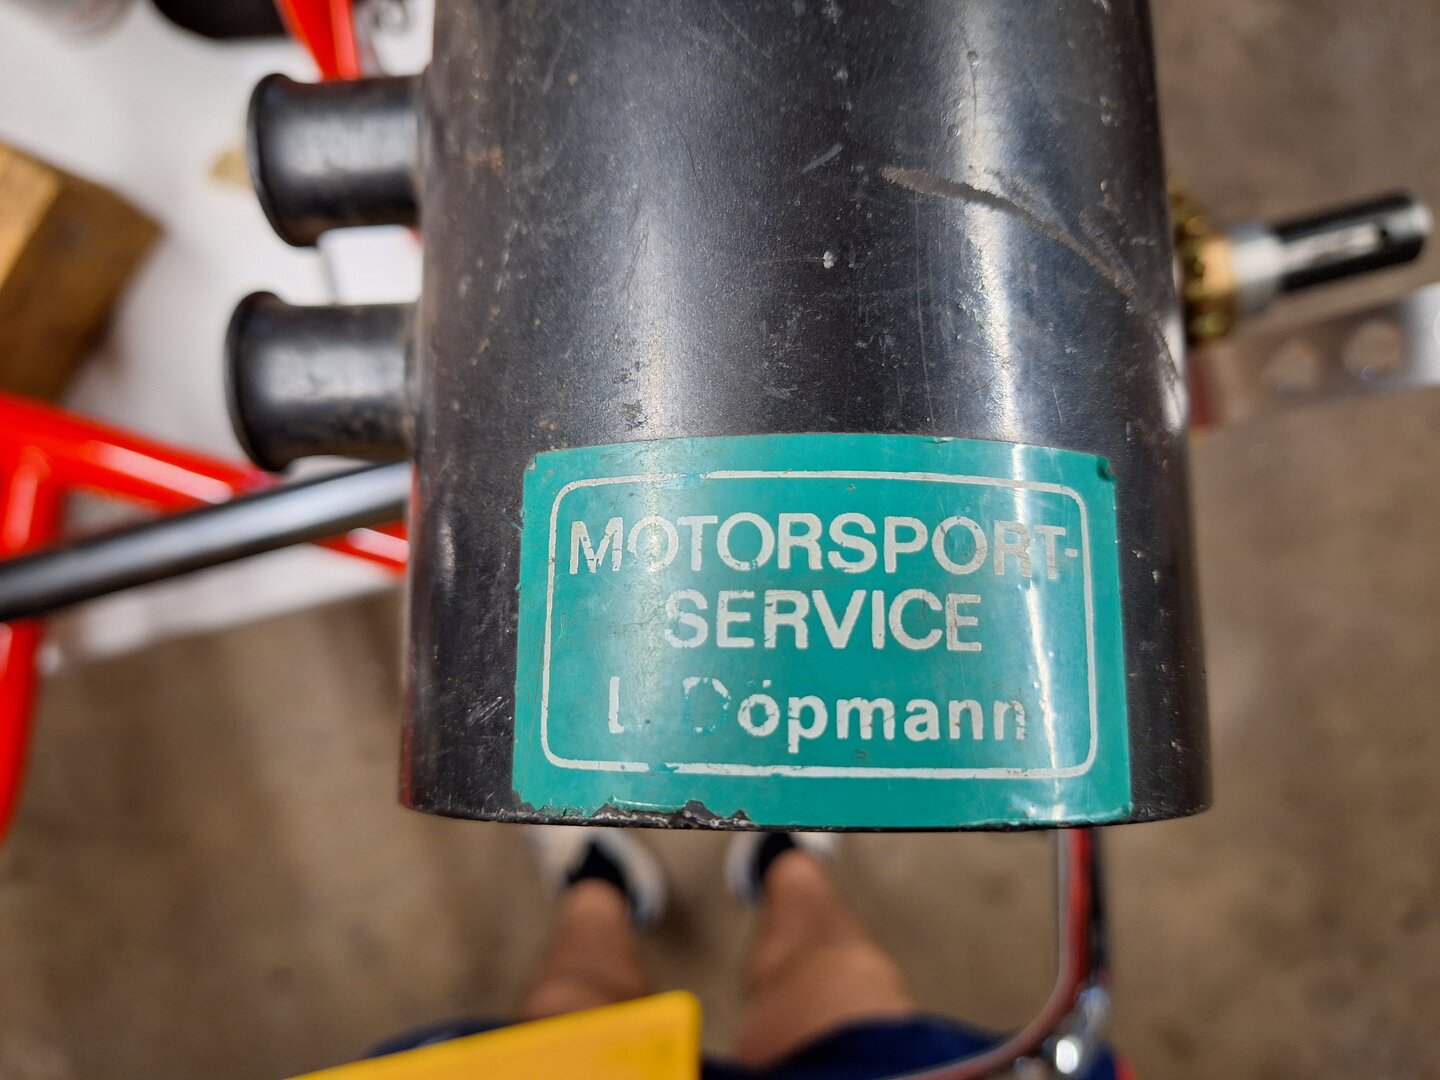 MOTORSPORT-
SERVICE
L. Döpmann